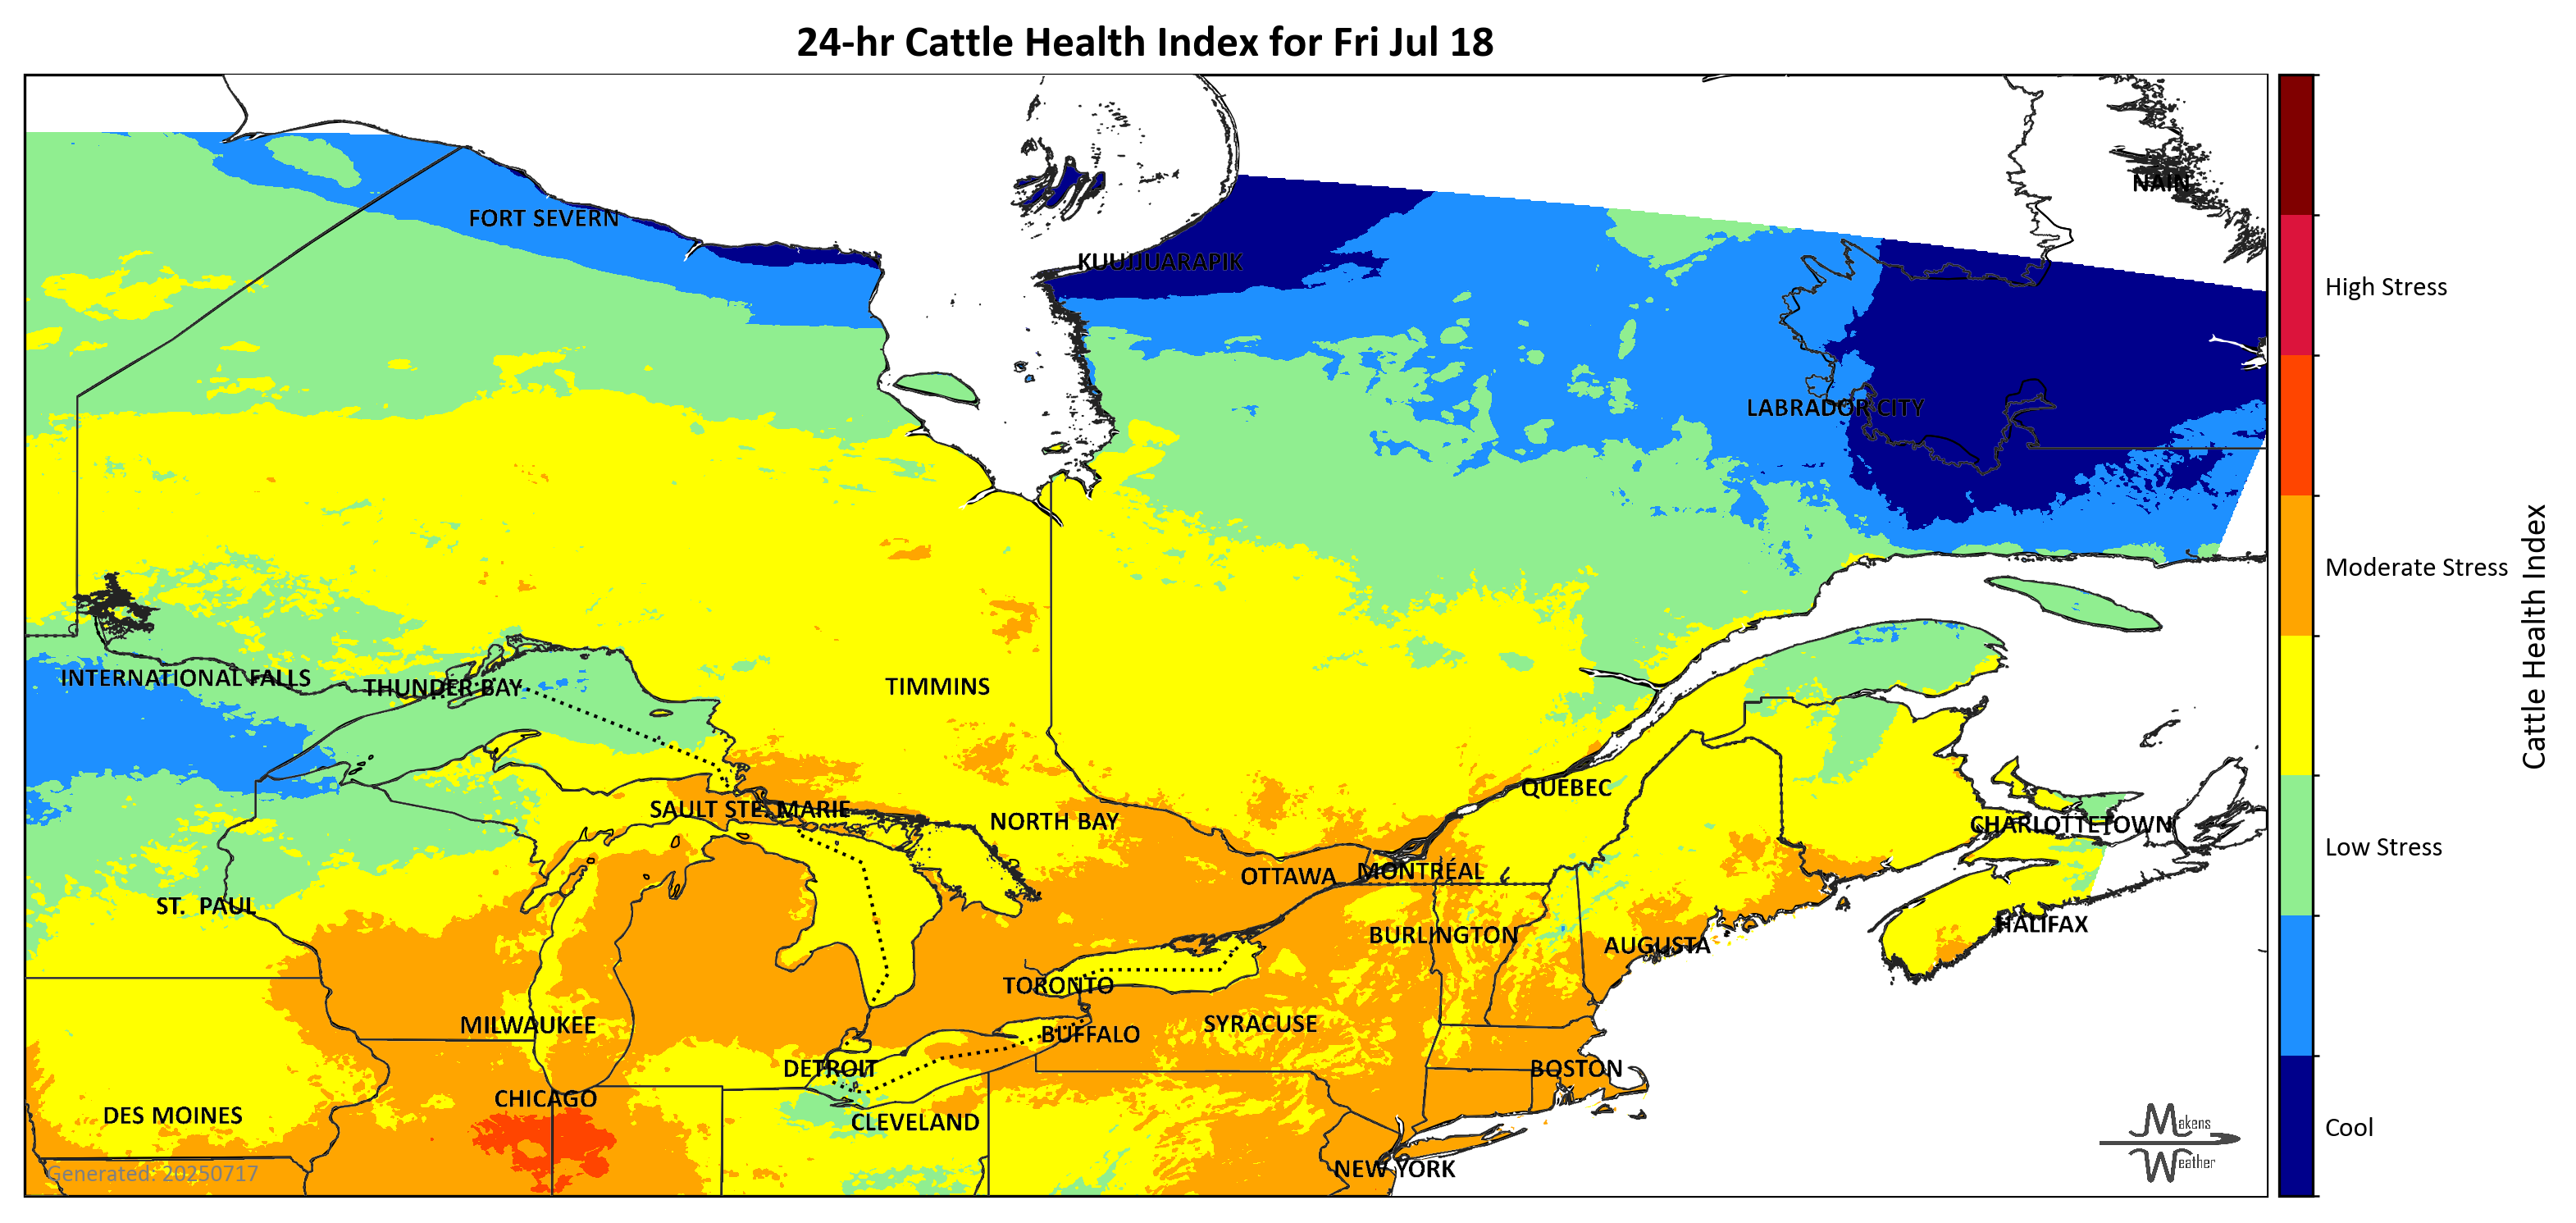 24-hr Cattle Health Index for Fri Jul 18
NAIN
FORT SEVERN
KUUJJUARAPIK
High Stress
LABRADOR CITY
Moderate Stress
Cattle Health Index
INTERNATIONAL FALLS
THUNDER BAY
TIMMINS
QUEBEC
SAULT STE. MARIE
NORTH BAY
CHARLOTTETOWN
Low Stress
OTTAWA
MONTRÉAL
ST. PAUL
HALIFAX
BURLINGTON
AUGUSTA
TORONTO
MILWAUKEE
BUFFALO
SYRACUSE
DETROIT
BOSTON
CHICAGO
DES MOINES
CLEVELAND
Makens
Weather
Cool
NEW YORK
Generated: 20250717